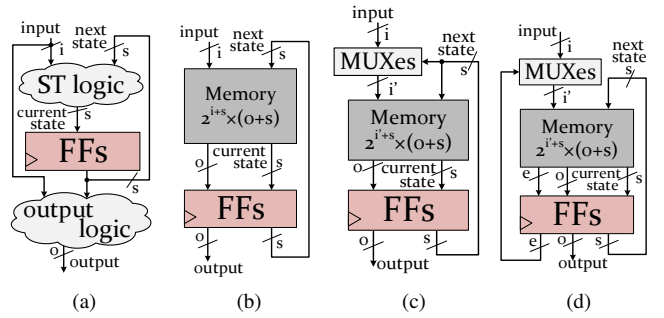 input
i
next
state
s
ST logic
current
state
s
FFs
s
output
logic
o
output
(a)
input
i
next
state
s
Memory
2^{i+s}×(o+s)
o
current
state
s
FFs
o
s
output
(b)
input
i
next
state
s
MUXes
i'
Memory
2^{i'+s}×(o+s)
o
current
state
s
FFs
o
s
output
(c)
input
i
next
state
s
MUXes
i'
Memory
2^{i'+s}×(o+s)
e
o
current
state
s
FFs
e
o
s
output
(d)